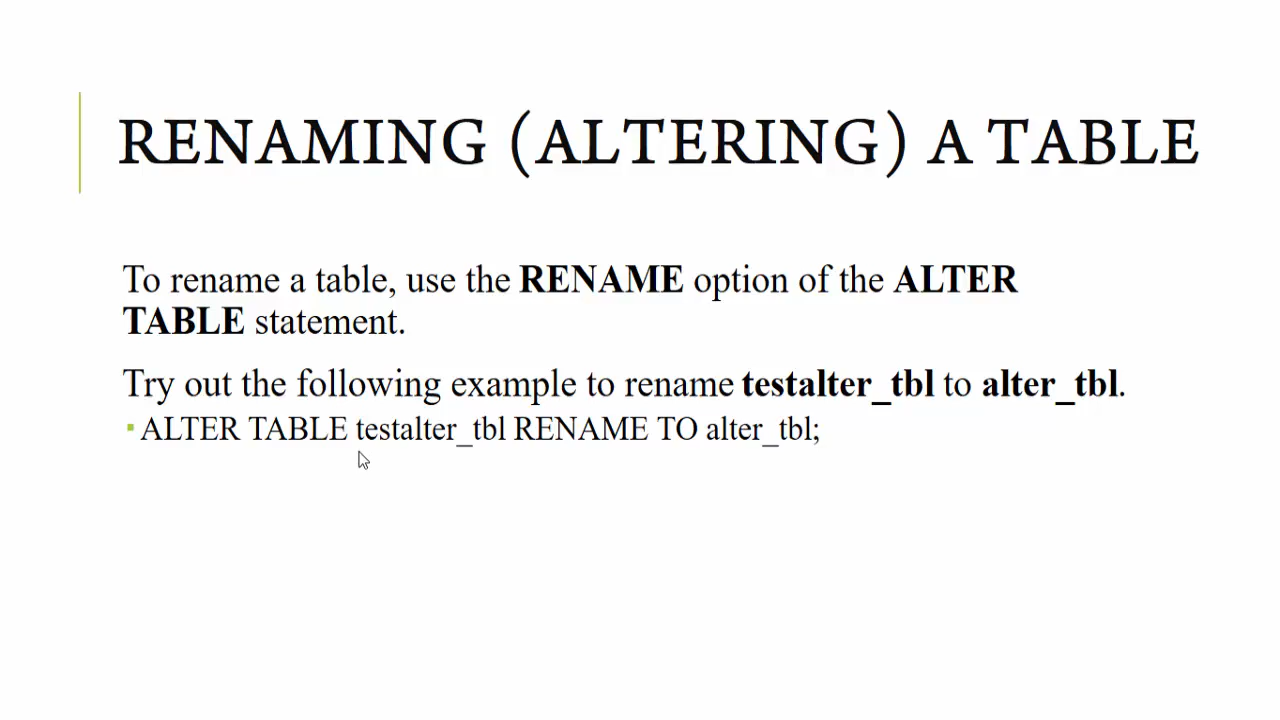 RENAMING (ALTERING) A TABLE
To rename a table, use the RENAME option of the ALTER
TABLE statement.
Try out the following example to rename testalter_tbl to alter_tbl.
▪ ALTER TABLE testalter_tbl RENAME TO alter_tbl;